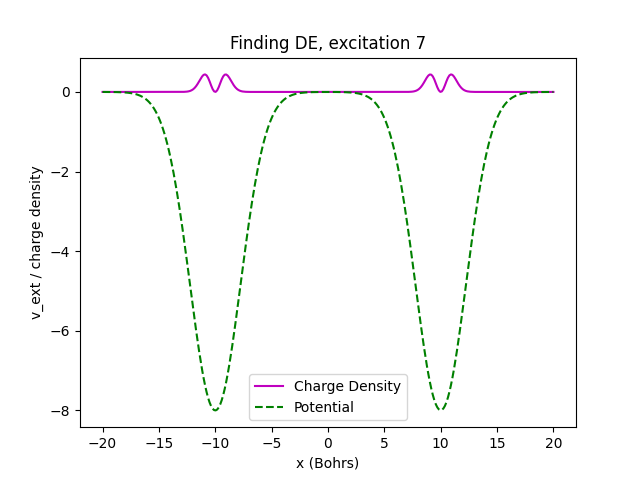 Finding DE, excitation 7
v_ext / charge density
0
−2
−4
−6
−8
Charge Density
Potential
−20
−15
−10
−5
0
5
10
15
20
x (Bohrs)